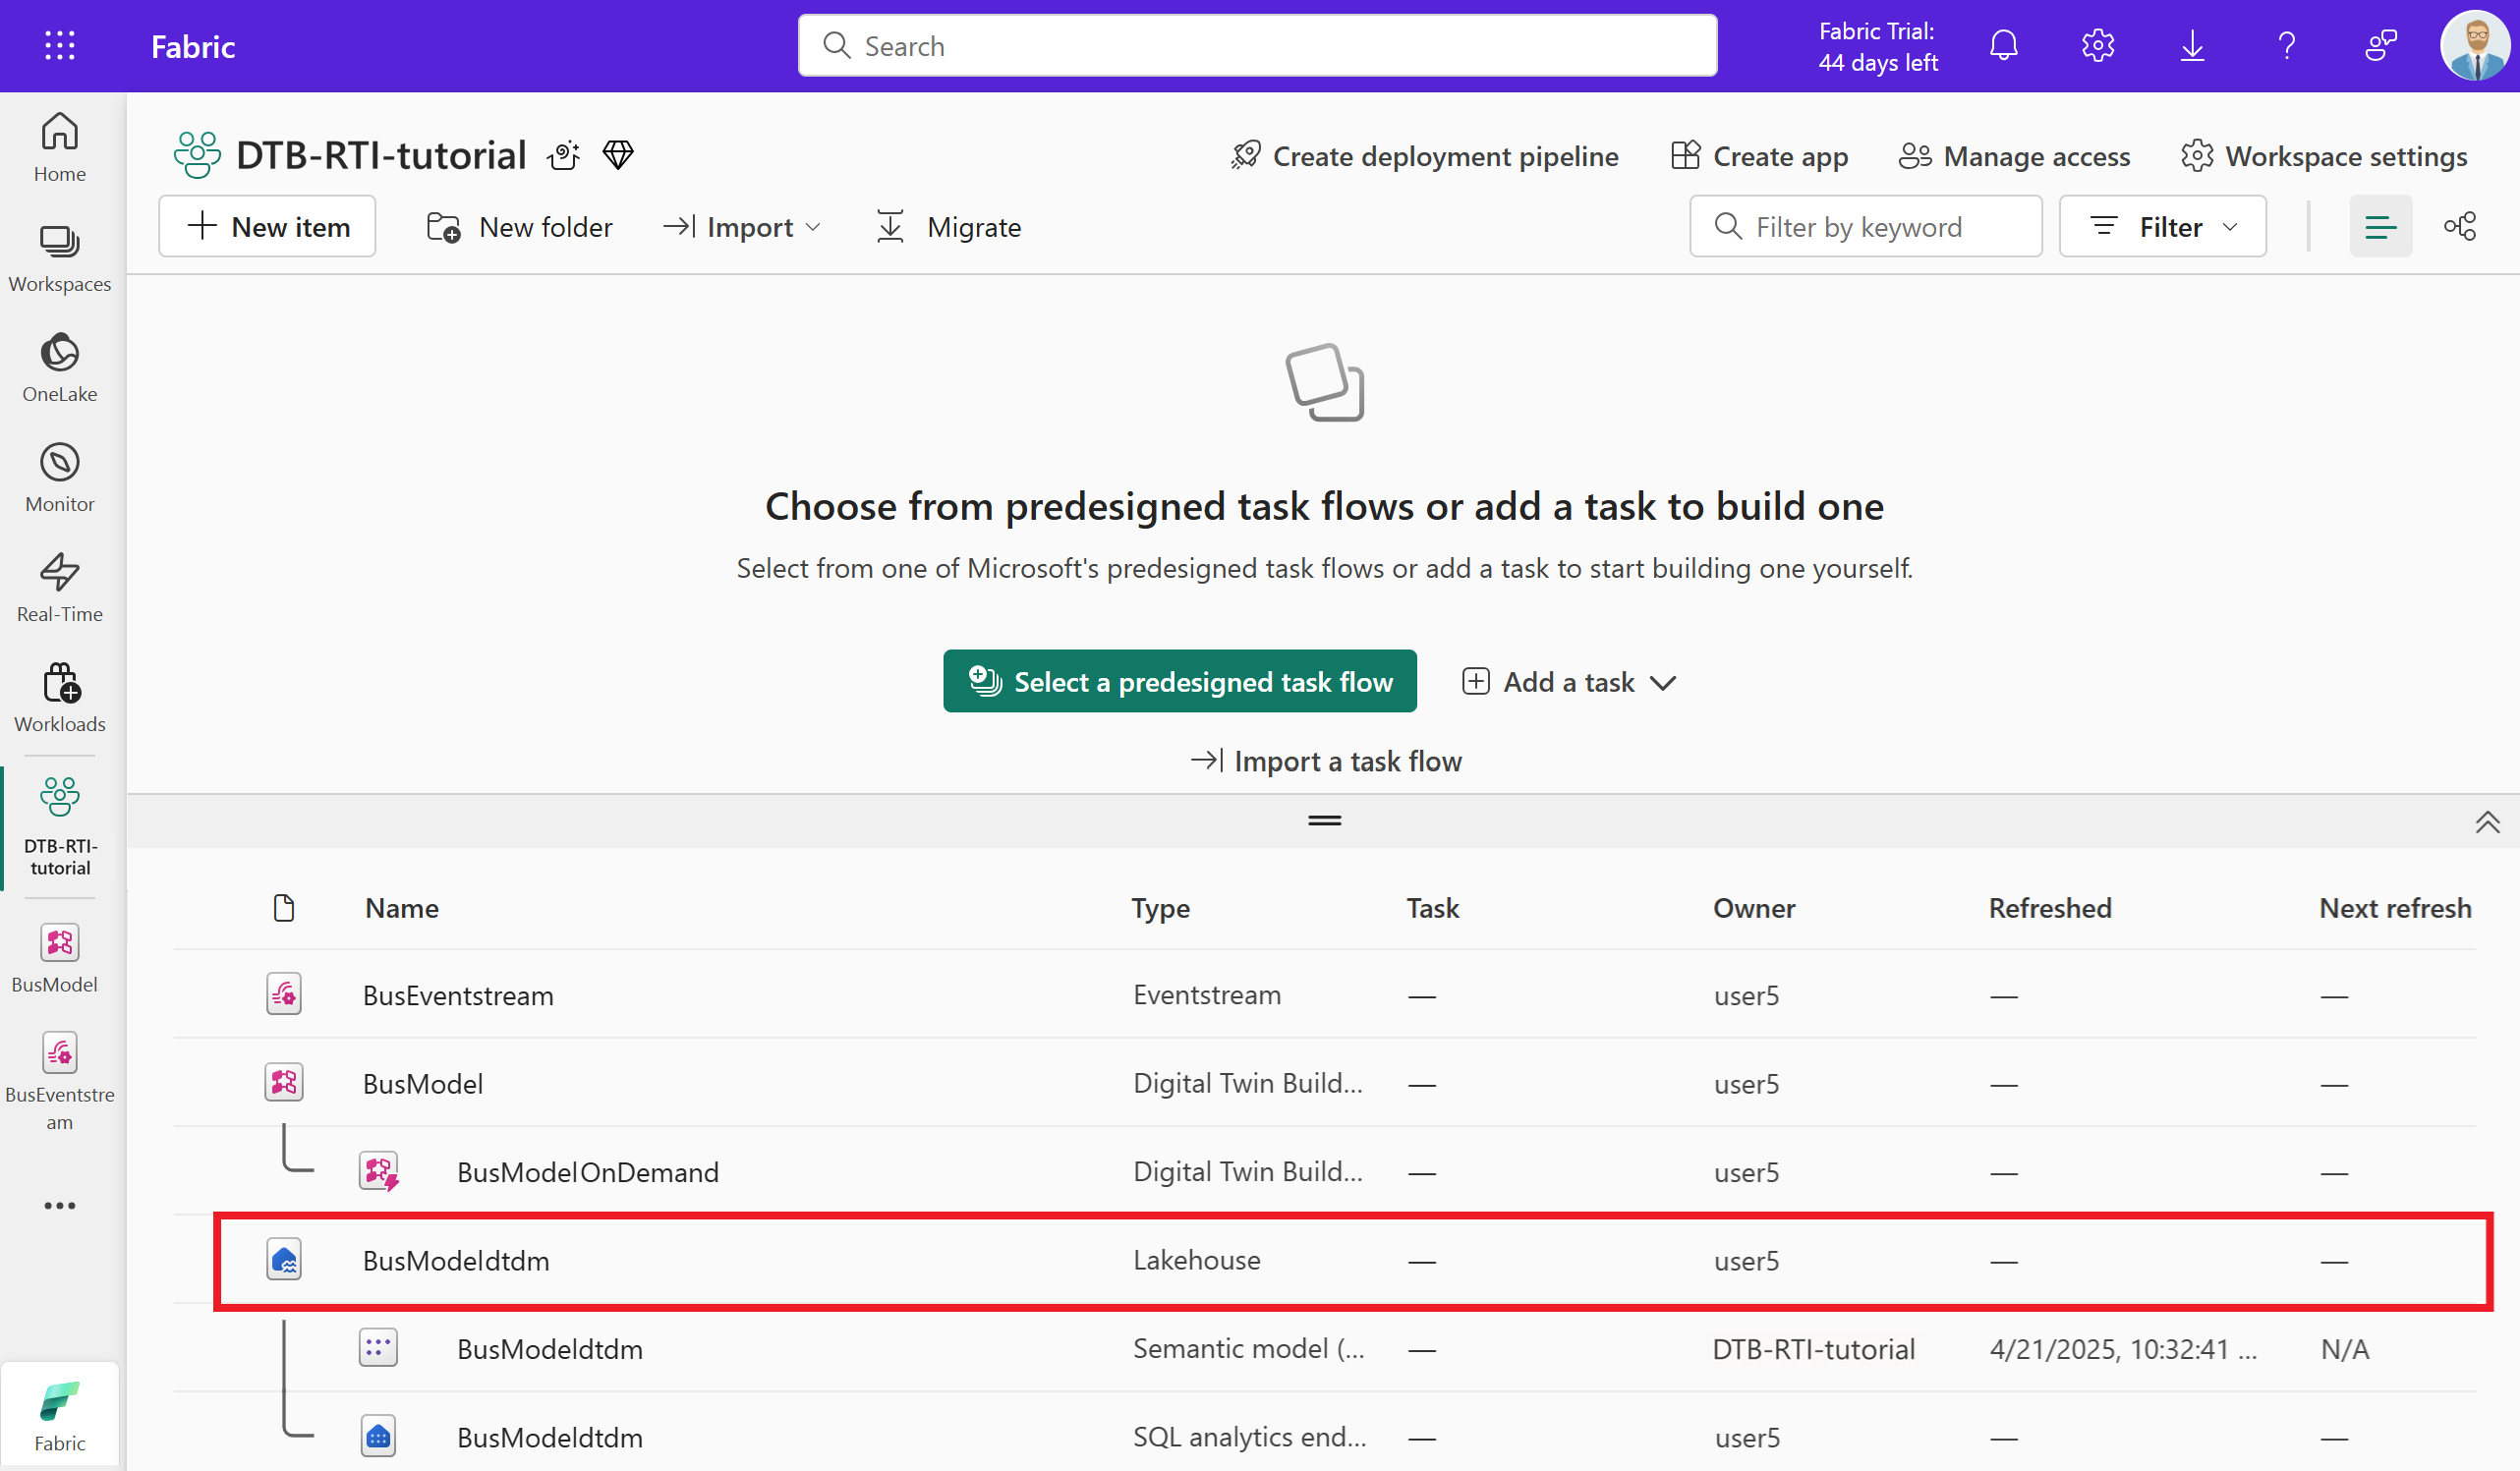 Fabric
Search
Fabric Trial:
44 days left
Home
Workspaces
OneLake
Monitor
Real-Time
Workloads
DTB-RTI-
tutorial
BusModel
BusEventstre
am
Fabric
DTB-RTI-tutorial
Create deployment pipeline
Create app
Manage access
Workspace settings
New item
New folder
Import
Migrate
Filter by keyword
Filter
Choose from predesigned task flows or add a task to build one
Select from one of Microsoft's predesigned task flows or add a task to start building one yourself.
Select a predesigned task flow
Add a task
Import a task flow
Name Type Task Owner Refreshed Next refresh
BusEventstream Eventstream — user5 — —
BusModel Digital Twin Build... — user5 — —
BusModelOnDemand Digital Twin Build... — user5 — —
BusModeldtdm Lakehouse — user5 — —
BusModeldtdm Semantic model (... — DTB-RTI-tutorial 4/21/2025, 10:32:41 ... N/A
BusModeldtdm SQL analytics end... — user5 — —